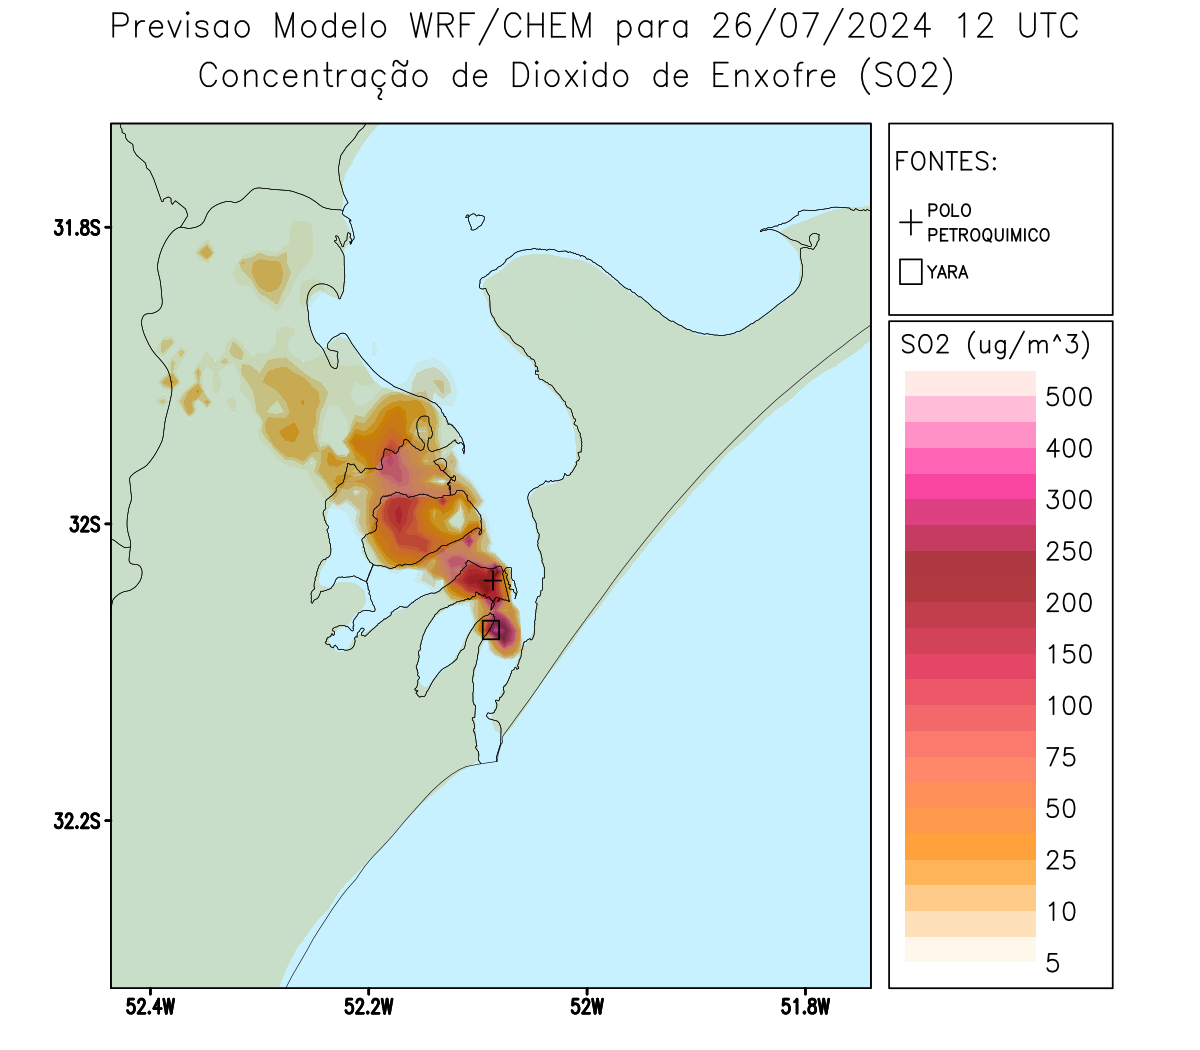 Previsao Modelo WRF/CHEM para 26/07/2024 12 UTC
Concentração de Dioxido de Enxofre (SO2)
FONTES:
POLO
PETROQUIMICO
YARA
SO2 (ug/m^3)
500
400
300
250
200
150
100
75
50
25
10
5
31.8S
32S
32.2S
52.4W
52.2W
52W
51.8W